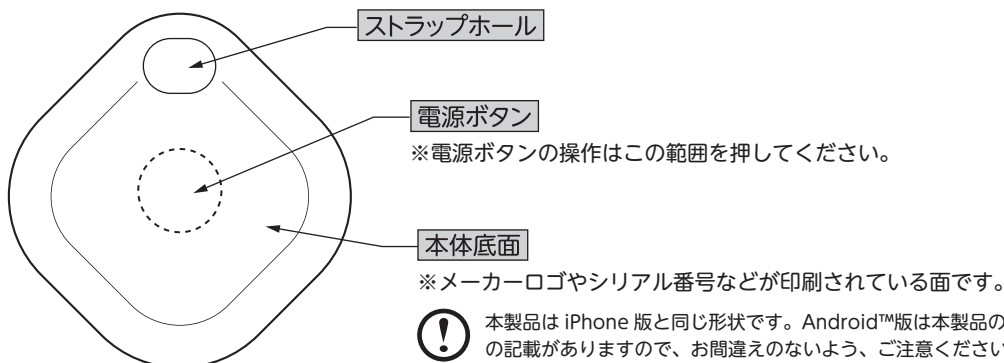 ストラップホール
電源ボタン
※電源ボタンの操作はこの範囲を押してください。
本体底面
※メーカーロゴやシリアル番号などが印刷されている面です。
本製品は iPhone 版と同じ形状です。Android™版は本製品の
の記載がありますので、お間違えのないよう、ご注意ください